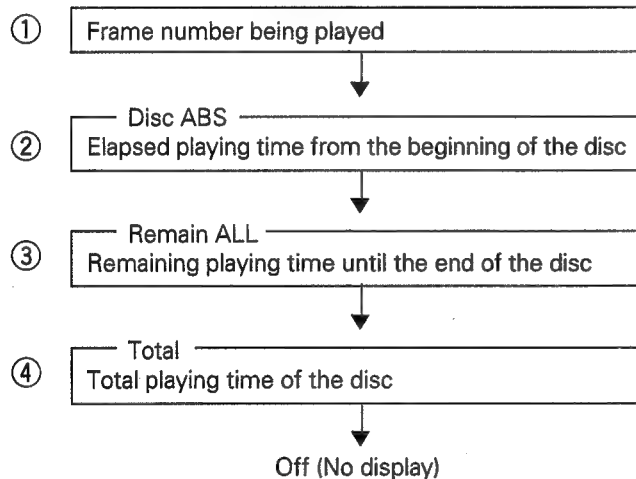 ① Frame number being played
Disc ABS
② Elapsed playing time from the beginning of the disc
Remain ALL
③ Remaining playing time until the end of the disc
Total
④ Total playing time of the disc
Off (No display)